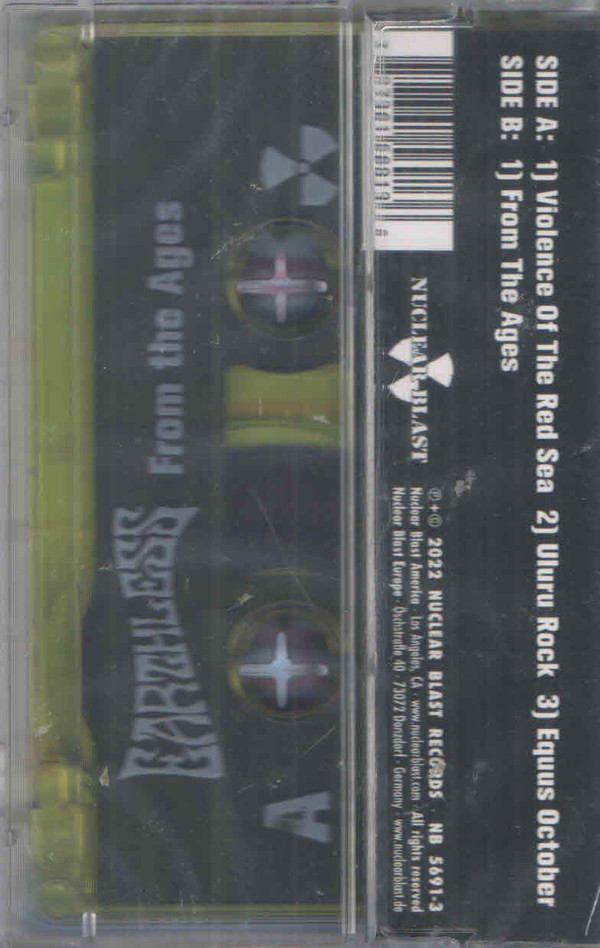 SIDE A: 1) Violence Of The Red Sea 2) Uluru Rock 3) Equus October
SIDE B: 1) From The Ages
NUCLEAR BLAST
℗+© 2022 NUCLEAR BLAST RECORDS · NB 5691-3
Nuclear Blast America · Los Angeles, CA · www.nuclearblast.com · All rights reserved
Nuclear Blast Europe · Oschstraße 40 · 73072 Donzdorf · Germany · www.nuclearblast.de
EARTHLESS
From the Ages
A